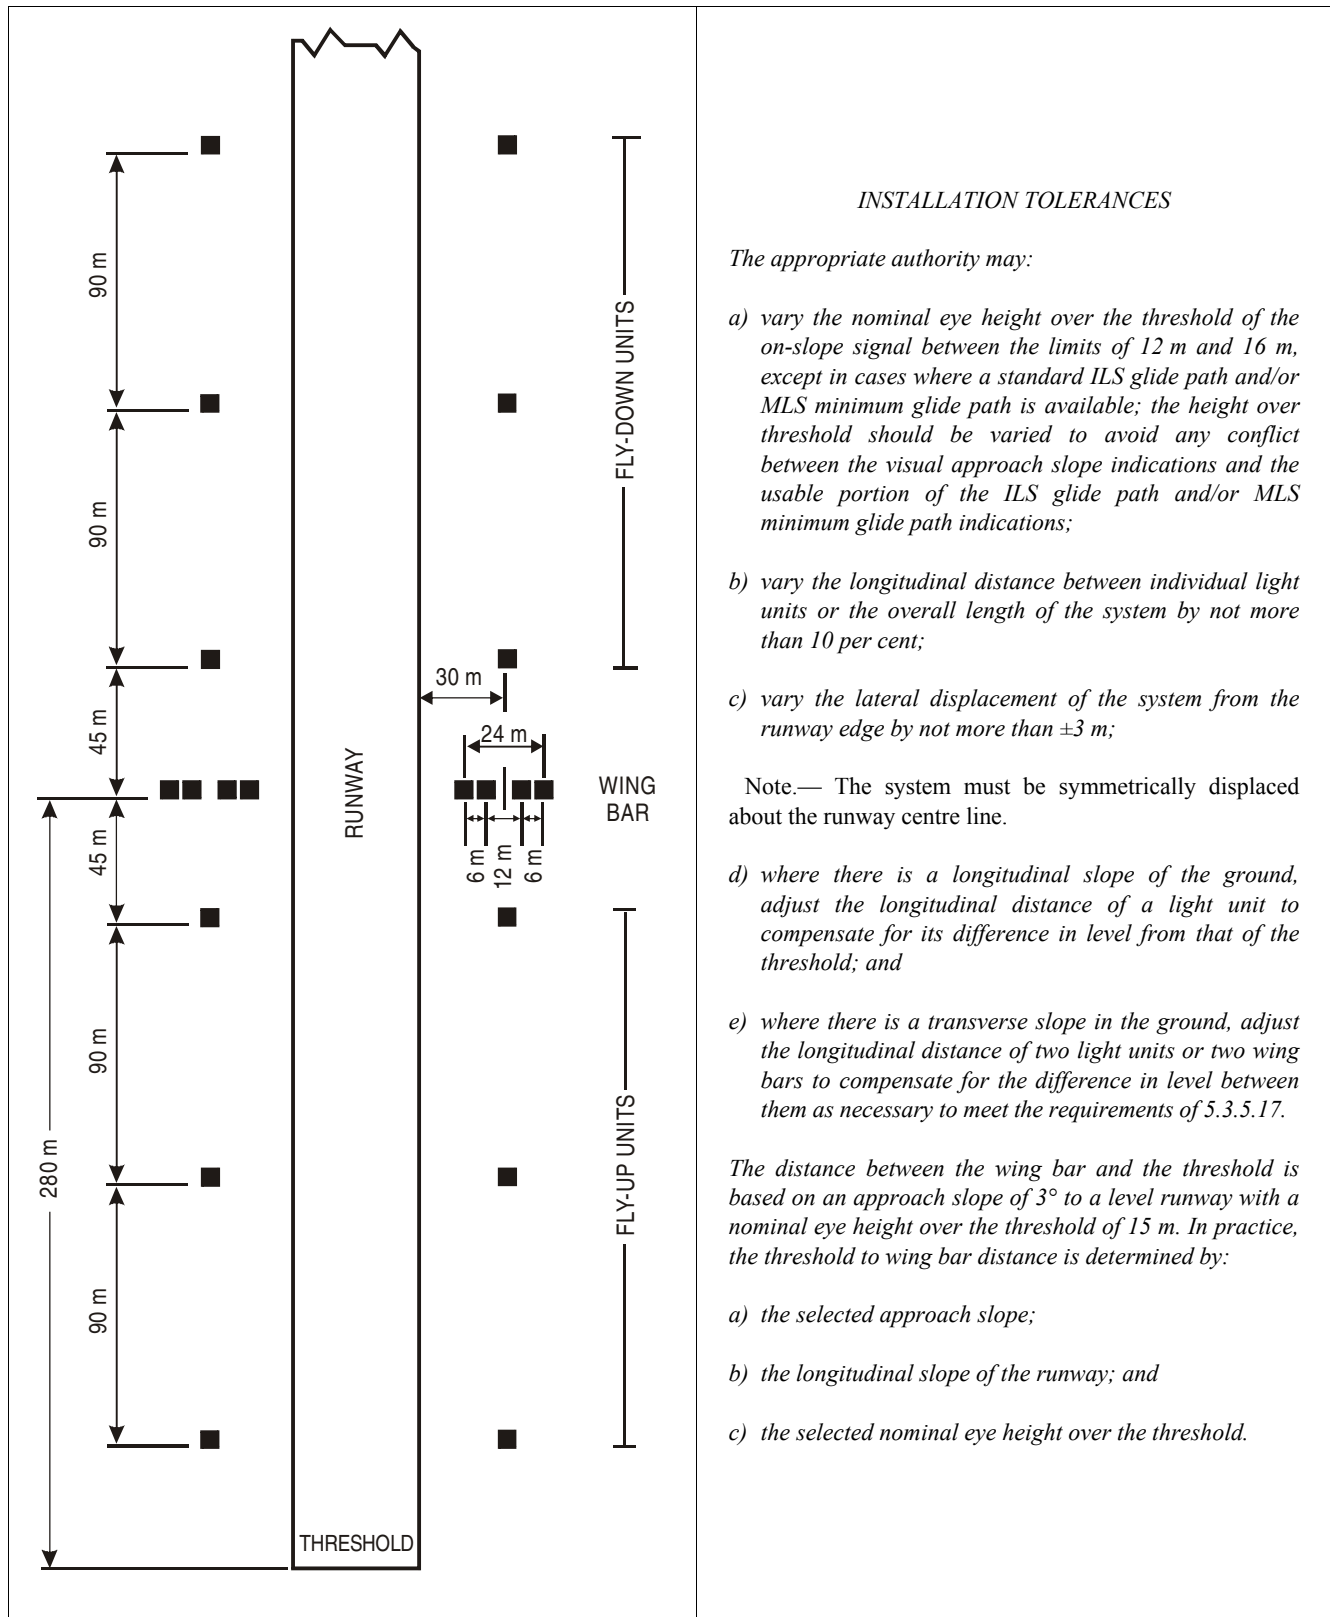 90 m
90 m
45 m
45 m
90 m
90 m
280 m
RUNWAY
THRESHOLD
30 m
24 m
6 m
12 m
6 m
FLY-DOWN UNITS
WING
BAR
FLY-UP UNITS
INSTALLATION TOLERANCES
The appropriate authority may:
a) vary the nominal eye height over the threshold of the
on-slope signal between the limits of 12 m and 16 m,
except in cases where a standard ILS glide path and/or
MLS minimum glide path is available; the height over
threshold should be varied to avoid any conflict
between the visual approach slope indications and the
usable portion of the ILS glide path and/or MLS
minimum glide path indications;
b) vary the longitudinal distance between individual light
units or the overall length of the system by not more
than 10 per cent;
c) vary the lateral displacement of the system from the
runway edge by not more than ±3 m;
Note.— The system must be symmetrically displaced
about the runway centre line.
d) where there is a longitudinal slope of the ground,
adjust the longitudinal distance of a light unit to
compensate for its difference in level from that of the
threshold; and
e) where there is a transverse slope in the ground, adjust
the longitudinal distance of two light units or two wing
bars to compensate for the difference in level between
them as necessary to meet the requirements of 5.3.5.17.
The distance between the wing bar and the threshold is
based on an approach slope of 3° to a level runway with a
nominal eye height over the threshold of 15 m. In practice,
the threshold to wing bar distance is determined by:
a) the selected approach slope;
b) the longitudinal slope of the runway; and
c) the selected nominal eye height over the threshold.